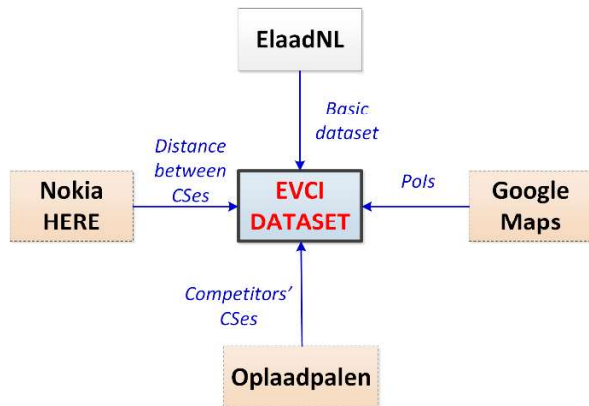 ElaadNL
Basic
dataset
Distance
between
CSes
Nokia
HERE
EVCI
DATASET
PoIs
Google
Maps
Competitors’
CSes
Oplaadpalen